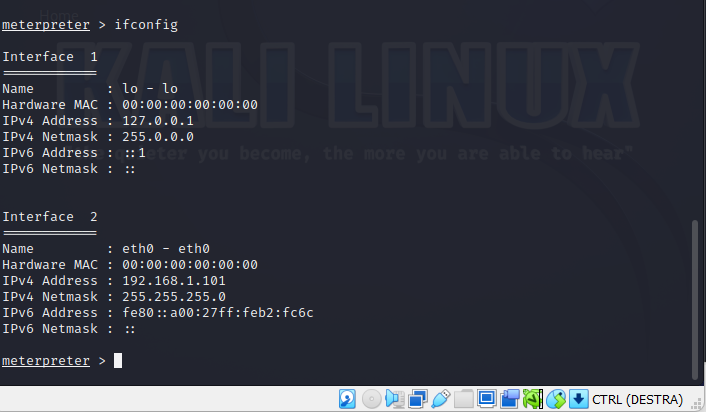 meterpreter > ifconfig
KALI LINUX
Interface  1
============
Name         : lo - lo
Hardware MAC : 00:00:00:00:00:00
IPv4 Address : 127.0.0.1
IPv4 Netmask : 255.0.0.0
IPv6 Address : ::1
"the quieter you become, the more you are able to hear"
IPv6 Netmask : ::
Interface  2
============
Name         : eth0 - eth0
Hardware MAC : 00:00:00:00:00:00
IPv4 Address : 192.168.1.101
IPv4 Netmask : 255.255.255.0
IPv6 Address : fe80::a00:27ff:feb2:fc6c
IPv6 Netmask : ::
meterpreter >
CTRL (DESTRA)